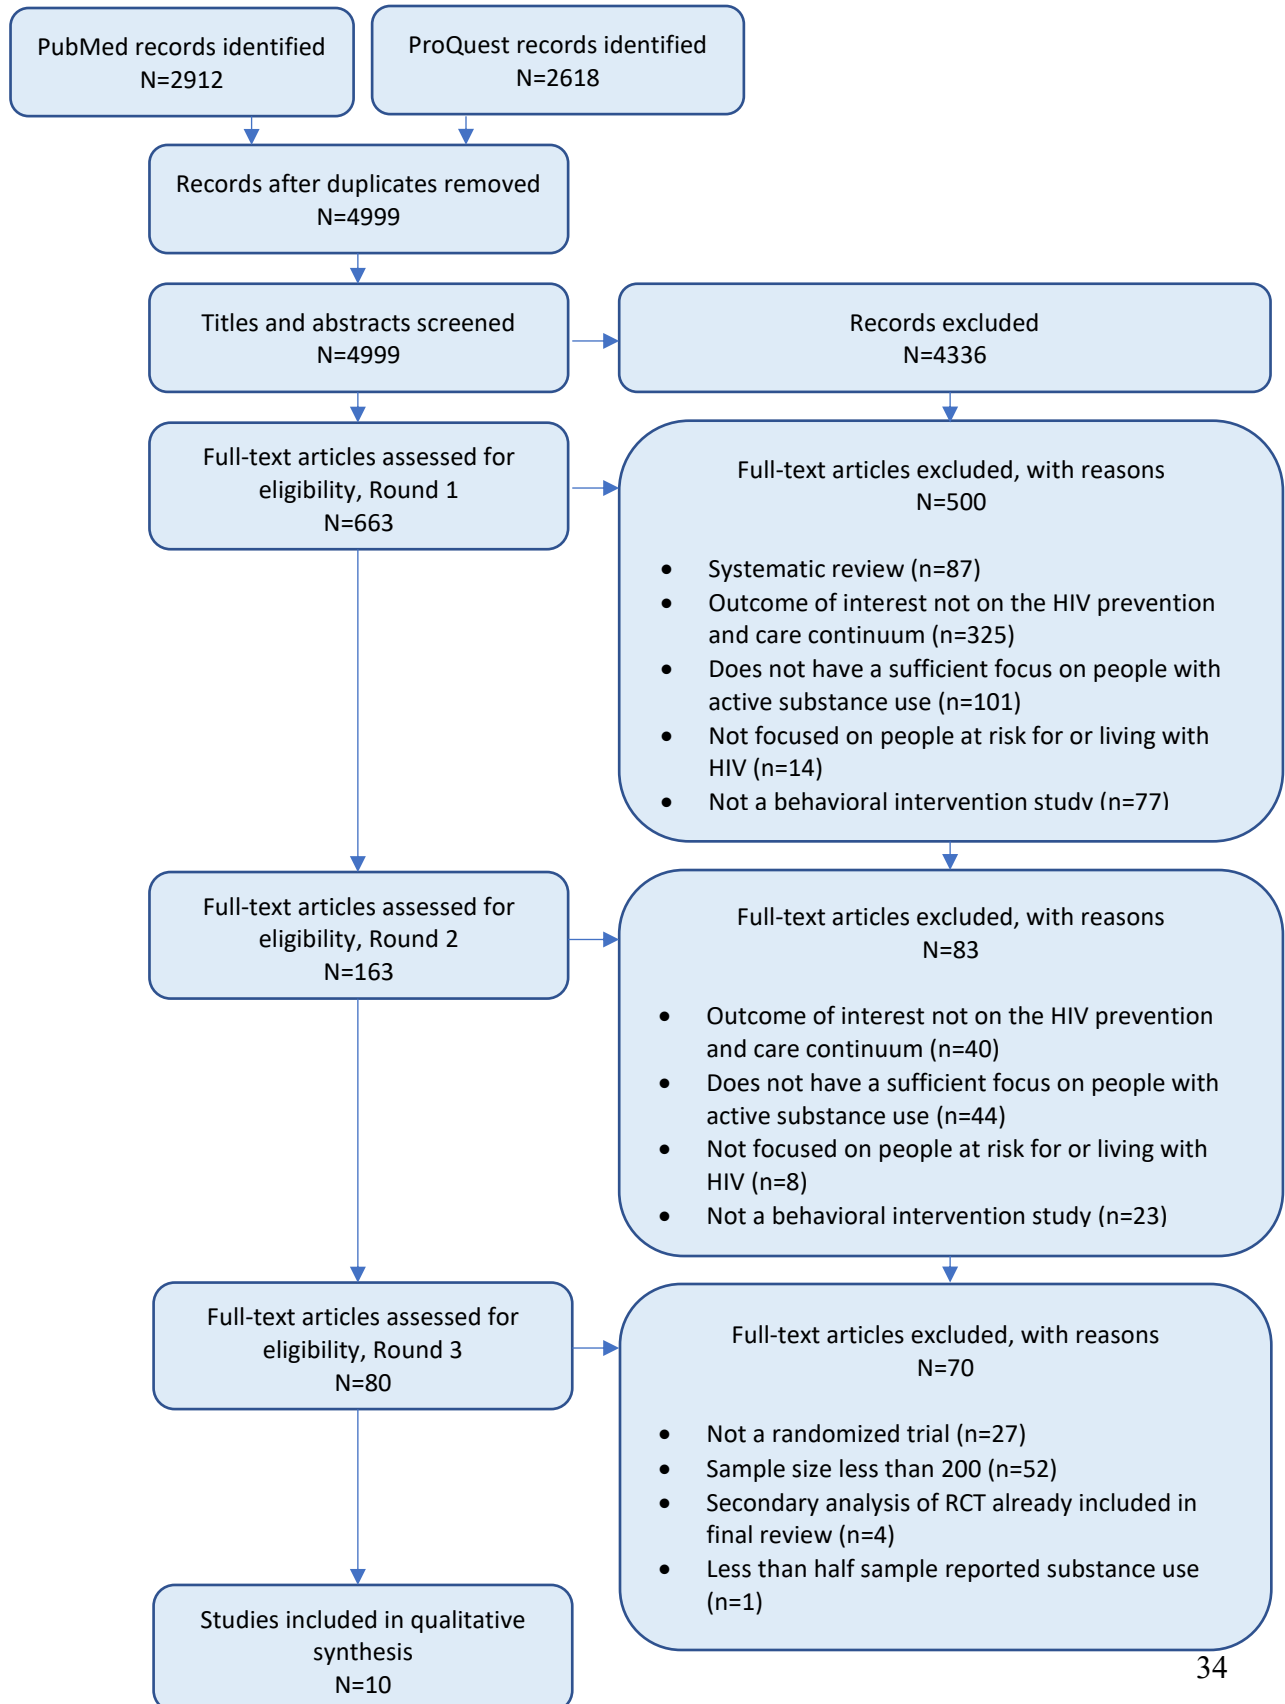 PubMed records identified
N=2912
ProQuest records identified
N=2618
Records after duplicates removed
N=4999
Titles and abstracts screened
N=4999
Records excluded
N=4336
Full-text articles assessed for
eligibility, Round 1
N=663
Full-text articles excluded, with reasons
N=500
• Systematic review (n=87)
• Outcome of interest not on the HIV prevention
and care continuum (n=325)
• Does not have a sufficient focus on people with
active substance use (n=101)
• Not focused on people at risk for or living with
HIV (n=14)
• Not a behavioral intervention study (n=77)
Full-text articles assessed for
eligibility, Round 2
N=163
Full-text articles excluded, with reasons
N=83
• Outcome of interest not on the HIV prevention
and care continuum (n=40)
• Does not have a sufficient focus on people with
active substance use (n=44)
• Not focused on people at risk for or living with
HIV (n=8)
• Not a behavioral intervention study (n=23)
Full-text articles assessed for
eligibility, Round 3
N=80
Full-text articles excluded, with reasons
N=70
• Not a randomized trial (n=27)
• Sample size less than 200 (n=52)
• Secondary analysis of RCT already included in
final review (n=4)
• Less than half sample reported substance use
(n=1)
Studies included in qualitative
synthesis
N=10
34